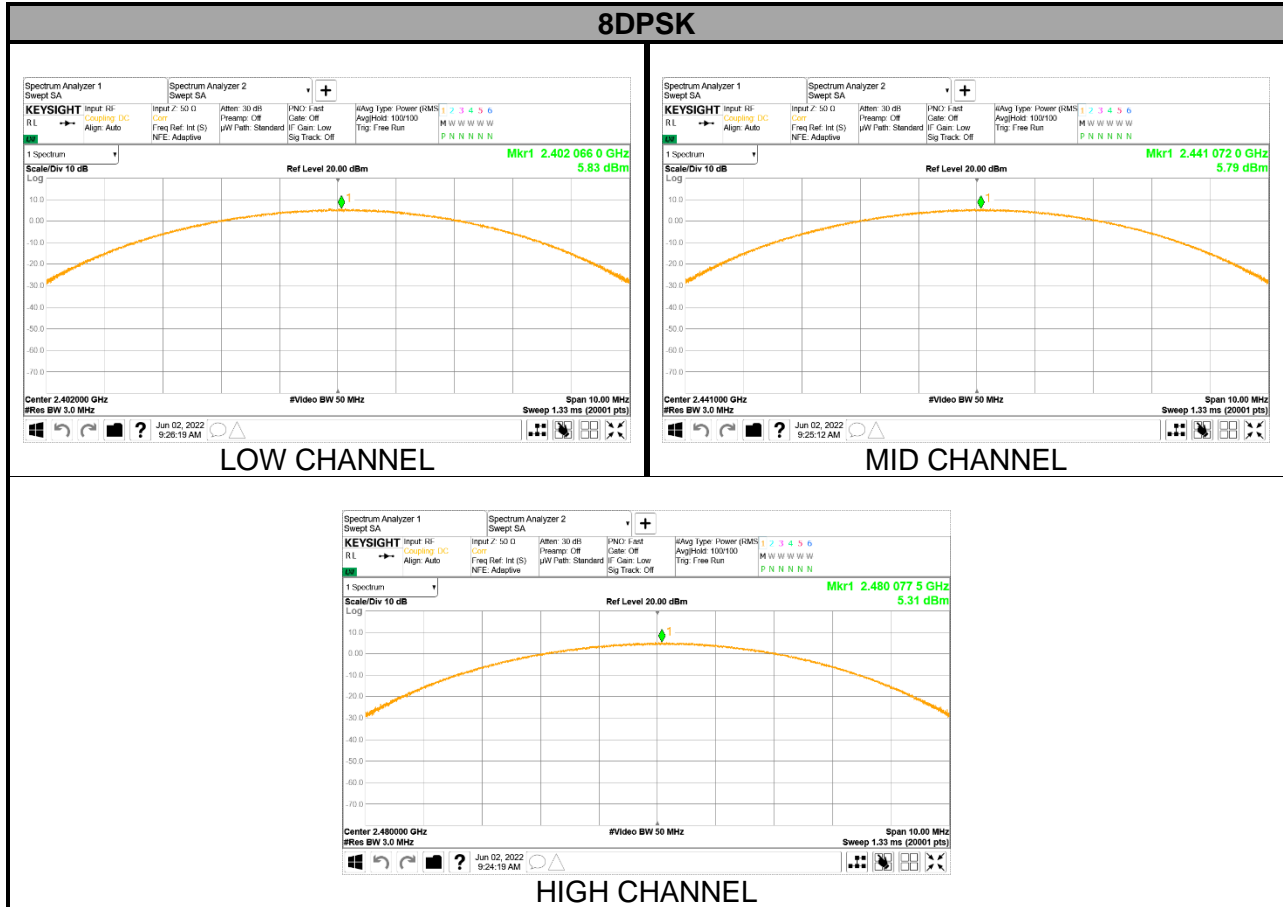 8DPSK
Spectrum Analyzer 1
Swept SA
Spectrum Analyzer 2
Swept SA
+
KEYSIGHT
RL
LW
Input: RF
Coupling: DC
Align: Auto
Input Z: 50 Ω
Corr
Freq Ref: Int (S)
NFE: Adaptive
Atten: 30 dB
Preamp: Off
µW Path: Standard
PNO: Fast
Gate: Off
IF Gain: Low
Sig Track: Off
#Avg Type: Power (RMS
Avg|Hold: 100/100
Trig: Free Run
1 2 3 4 5 6
M W W W W W
P N N N N N
1 Spectrum
Scale/Div 10 dB
Log
Ref Level 20.00 dBm
Mkr1 2.402 066 0 GHz
5.83 dBm
1
10.0
0.00
-10.0
-20.0
-30.0
-40.0
-50.0
-60.0
-70.0
Center 2.402000 GHz
#Res BW 3.0 MHz
#Video BW 50 MHz
Span 10.00 MHz
Sweep 1.33 ms (20001 pts)
?
Jun 02, 2022
9:26:19 AM
LOW CHANNEL
Spectrum Analyzer 1
Swept SA
Spectrum Analyzer 2
Swept SA
+
KEYSIGHT
RL
LW
Input: RF
Coupling: DC
Align: Auto
Input Z: 50 Ω
Corr
Freq Ref: Int (S)
NFE: Adaptive
Atten: 30 dB
Preamp: Off
µW Path: Standard
PNO: Fast
Gate: Off
IF Gain: Low
Sig Track: Off
#Avg Type: Power (RMS
Avg|Hold: 100/100
Trig: Free Run
1 2 3 4 5 6
M W W W W W
P N N N N N
1 Spectrum
Scale/Div 10 dB
Log
Ref Level 20.00 dBm
Mkr1 2.441 072 0 GHz
5.79 dBm
1
10.0
0.00
-10.0
-20.0
-30.0
-40.0
-50.0
-60.0
-70.0
Center 2.441000 GHz
#Res BW 3.0 MHz
#Video BW 50 MHz
Span 10.00 MHz
Sweep 1.33 ms (20001 pts)
?
Jun 02, 2022
9:25:12 AM
MID CHANNEL
Spectrum Analyzer 1
Swept SA
Spectrum Analyzer 2
Swept SA
+
KEYSIGHT
RL
LW
Input: RF
Coupling: DC
Align: Auto
Input Z: 50 Ω
Corr
Freq Ref: Int (S)
NFE: Adaptive
Atten: 30 dB
Preamp: Off
µW Path: Standard
PNO: Fast
Gate: Off
IF Gain: Low
Sig Track: Off
#Avg Type: Power (RMS
Avg|Hold: 100/100
Trig: Free Run
1 2 3 4 5 6
M W W W W W
P N N N N N
1 Spectrum
Scale/Div 10 dB
Log
Ref Level 20.00 dBm
Mkr1 2.480 077 5 GHz
5.31 dBm
1
10.0
0.00
-10.0
-20.0
-30.0
-40.0
-50.0
-60.0
-70.0
Center 2.480000 GHz
#Res BW 3.0 MHz
#Video BW 50 MHz
Span 10.00 MHz
Sweep 1.33 ms (20001 pts)
?
Jun 02, 2022
9:24:19 AM
HIGH CHANNEL